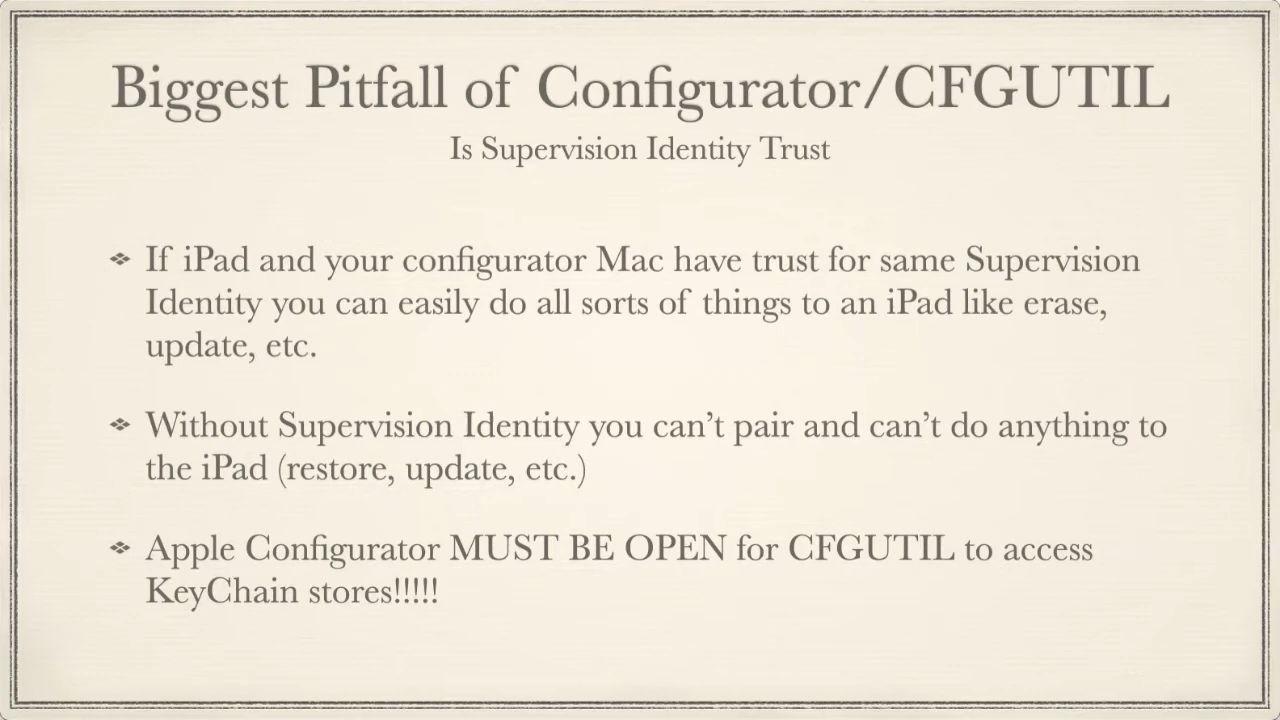 Biggest Pitfall of Configurator/CFGUTIL
Is Supervision Identity Trust
If iPad and your configurator Mac have trust for same Supervision
Identity you can easily do all sorts of things to an iPad like erase,
update, etc.
Without Supervision Identity you can’t pair and can’t do anything to
the iPad (restore, update, etc.)
Apple Configurator MUST BE OPEN for CFGUTIL to access
KeyChain stores!!!!!